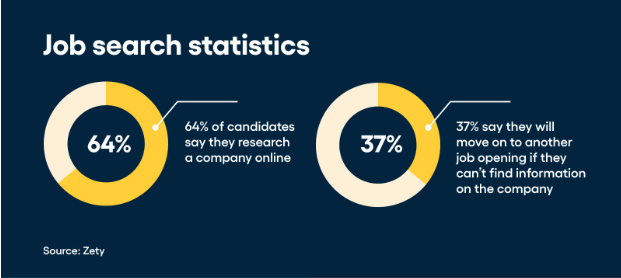 Job search statistics
64%
64% of candidates
say they research
a company online
37%
37% say they will
move on to another
job opening if they
can't find information
on the company
Source: Zety